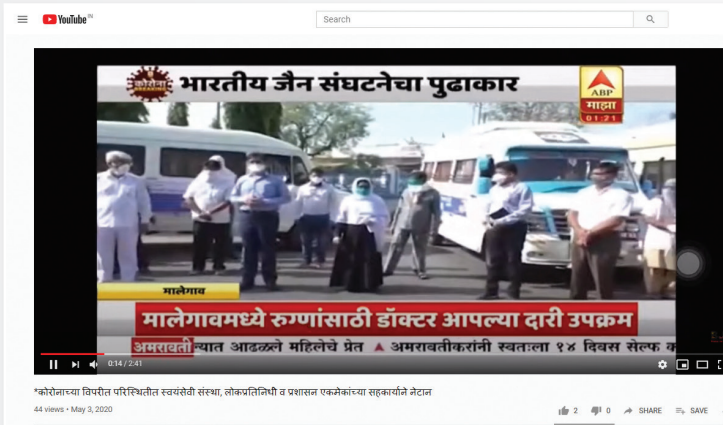 YouTube IN
Search
कोरोना
BREAKING
भारतीय जैन संघटनेचा पुढाकार
ABP
माझा
01:21
मालेगाव
मालेगावमध्ये रुग्णांसाठी डॉक्टर आपल्या दारी उपक्रम
अमरावती
न्यात आढळले महिलेचे प्रेत ▲ अमरावतीकरांनी स्वतःला १४ दिवस सेल्फ क
0:14 / 2:41
*कोरोनाच्या विपरीत परिस्थितीत स्वयंसेवी संस्था, लोकप्रतिनिधी व प्रशासन एकमेकांच्या सहकार्याने नेटान
44 views • May 3, 2020
2
0
SHARE
SAVE